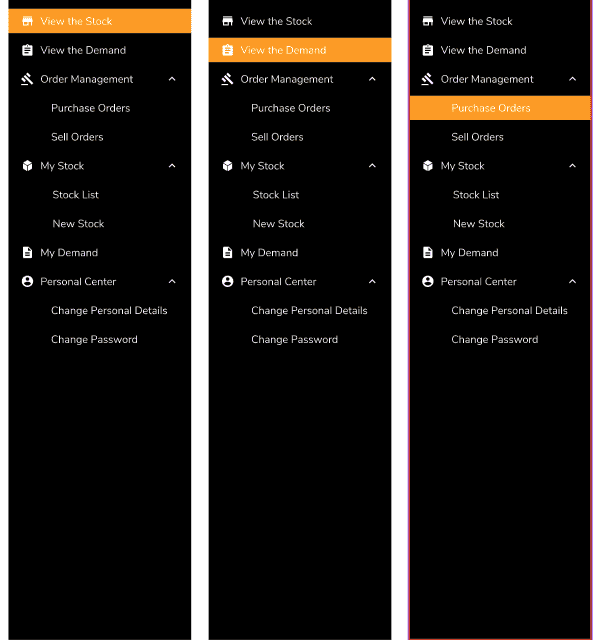 View the Stock
View the Demand
Order Management
Purchase Orders
Sell Orders
My Stock
Stock List
New Stock
My Demand
Personal Center
Change Personal Details
Change Password
View the Stock
View the Demand
Order Management
Purchase Orders
Sell Orders
My Stock
Stock List
New Stock
My Demand
Personal Center
Change Personal Details
Change Password
View the Stock
View the Demand
Order Management
Purchase Orders
Sell Orders
My Stock
Stock List
New Stock
My Demand
Personal Center
Change Personal Details
Change Password